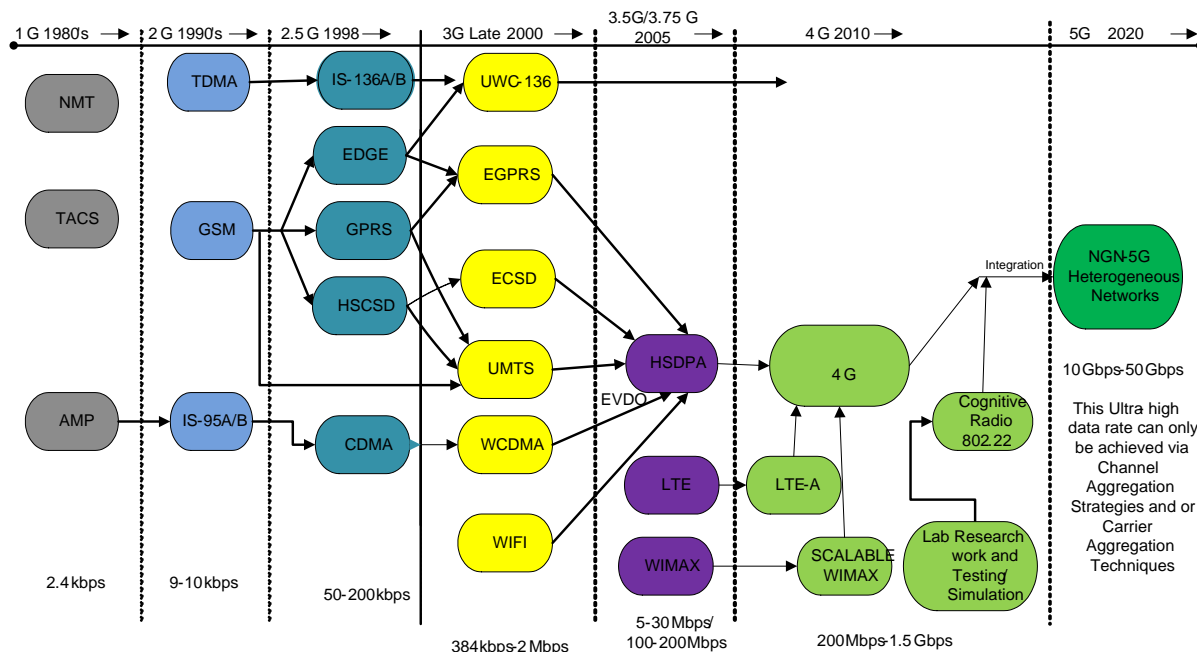 1 G 1980's
2 G 1990's
2.5 G 1998
3G Late 2000
3.5G/3.75 G
2005
4 G 2010
5G 2020
NMT
TACS
AMP
2.4 kbps
TDMA
GSM
IS-95A/B
9-10 kbps
IS-136A/B
EDGE
GPRS
HSCSD
CDMA
50-200 kbps
UWC-136
EGPRS
ECSD
UMTS
WCDMA
WIFI
384 kbps-2 Mbps
HSDPA
EVDO
LTE
WIMAX
5-30 Mbps/
100-200Mbps
4 G
LTE-A
SCALABLE
WIMAX
Cognitive
Radio
802.22
Lab Research
work and
Testing/
Simulation
200 Mbps-1.5 Gbps
Integration
NGN-5G
Heterogeneous
Networks
10 Gbps-50Gbps
This Ultra high
data rate can only
be achieved via
Channel
Aggregation
Strategies and or
Carrier
Aggregation
Techniques